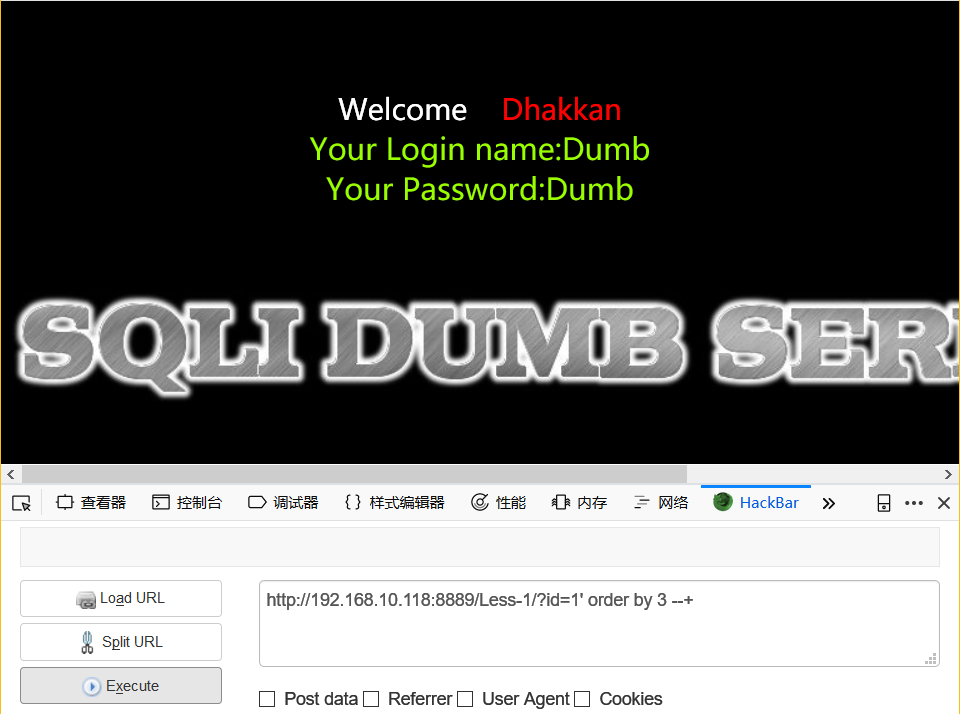 Welcome Dhakkan
Your Login name:Dumb
Your Password:Dumb
SQLI DUMB SERI
查看器 控制台 调试器 {} 样式编辑器 性能 内存 网络 HackBar
Load URL
http://192.168.10.118:8889/Less-1/?id=1' order by 3 --+
Split URL
Execute
Post data Referrer User Agent Cookies